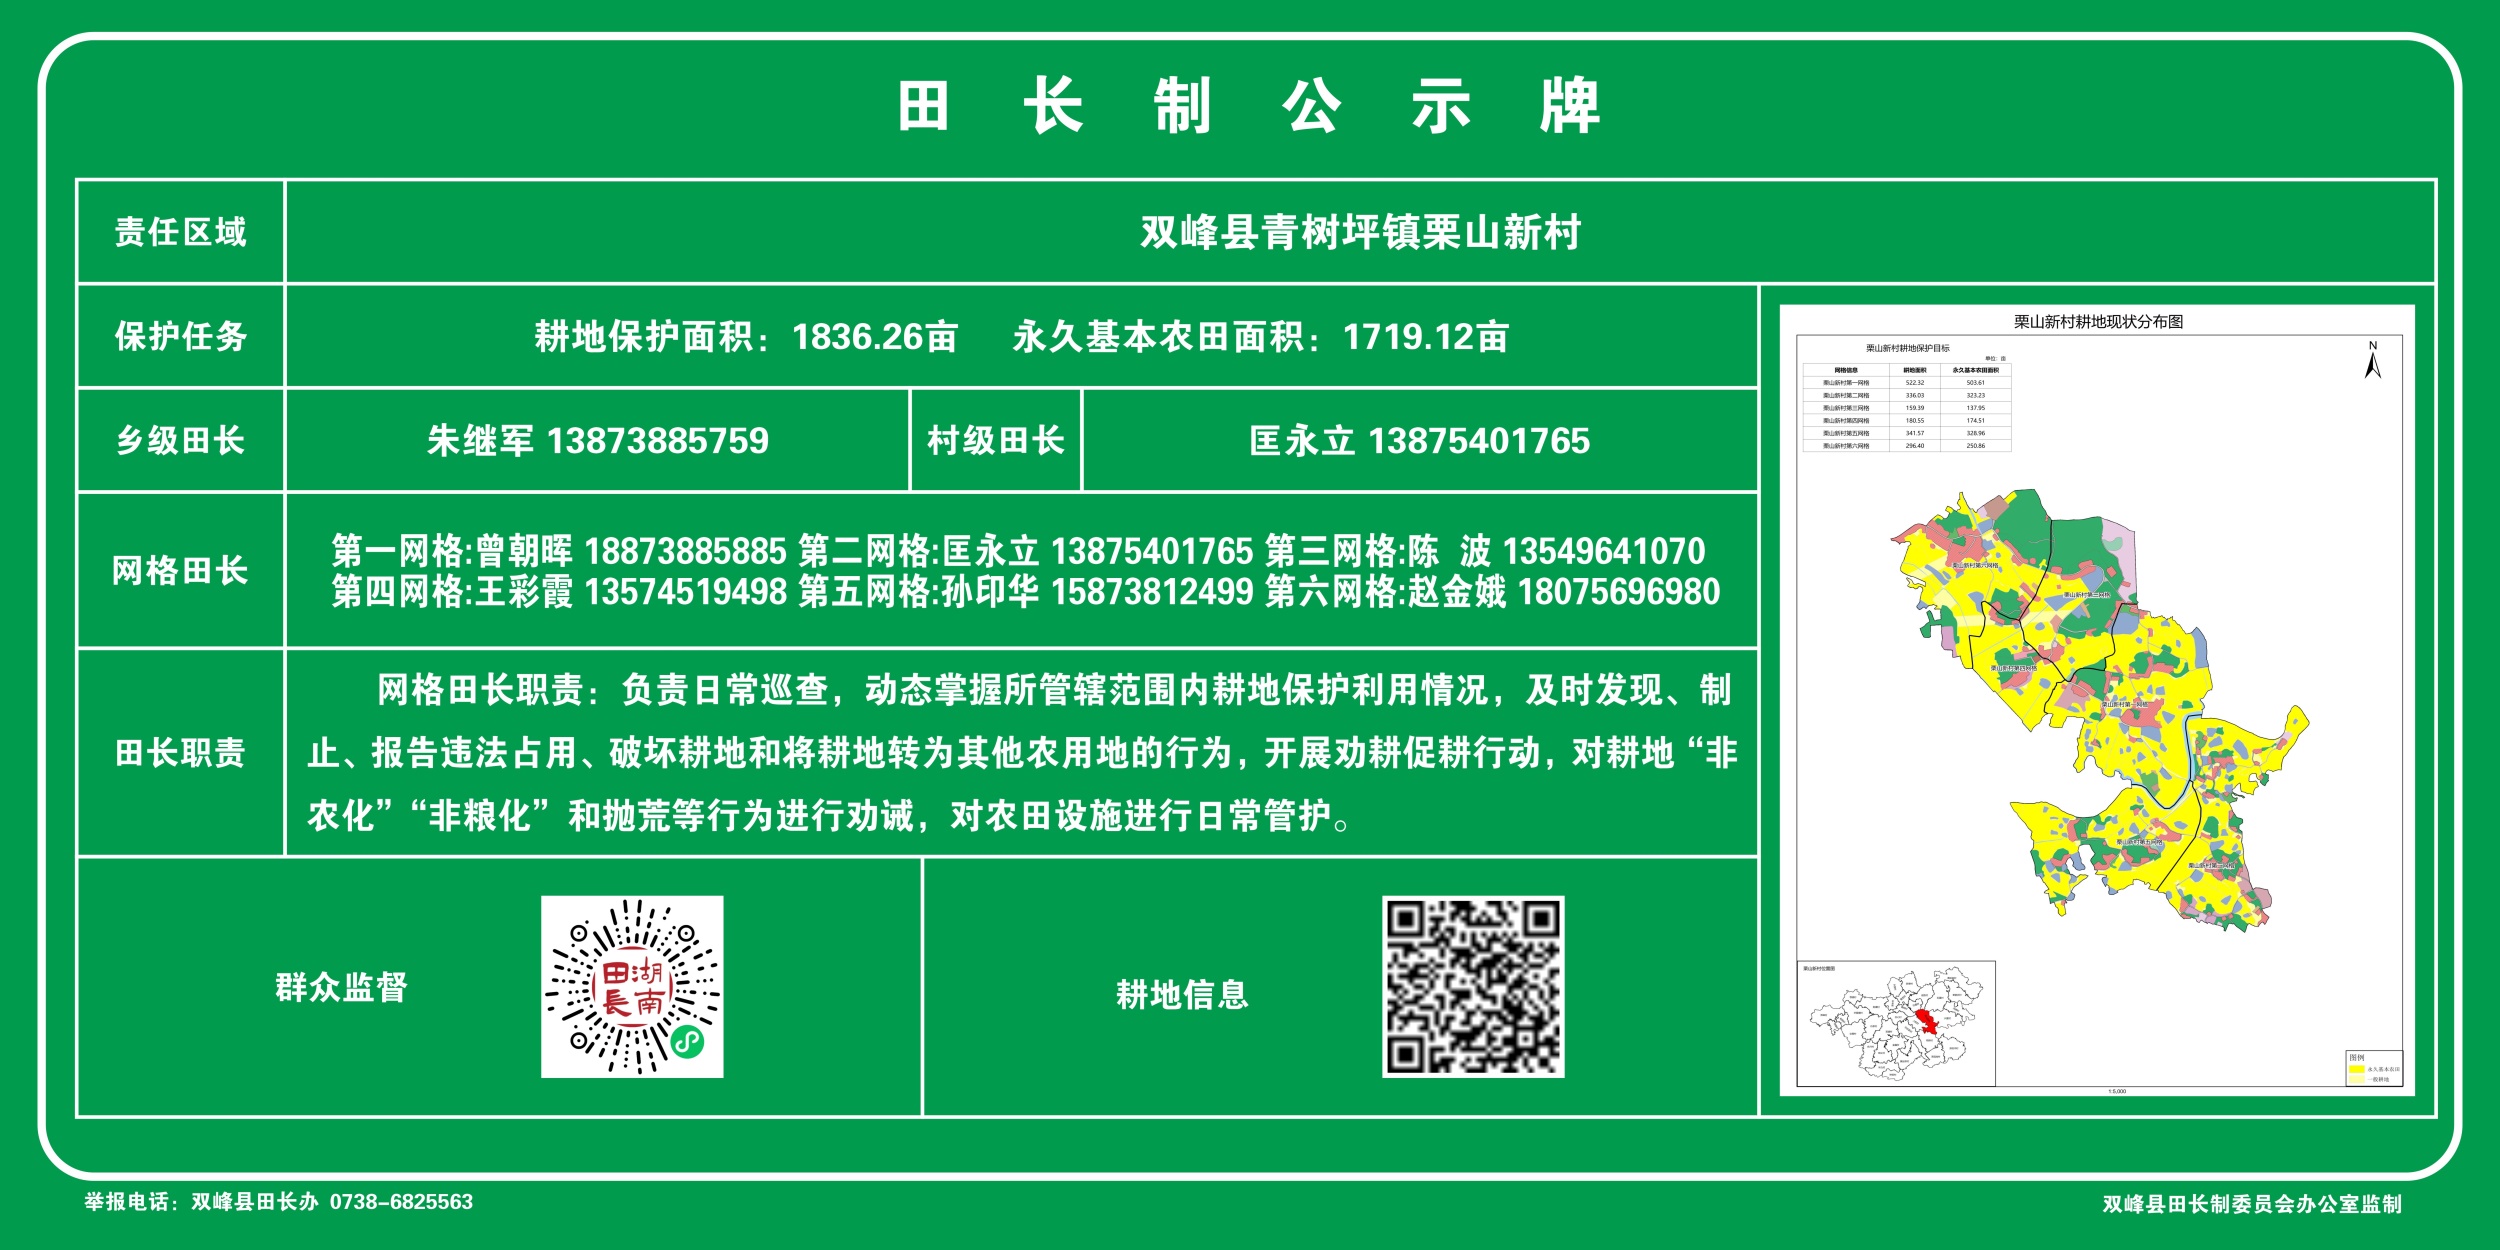 田长制公示牌
责任区域
双峰县青树坪镇栗山新村
保护任务
耕地保护面积：1836.26亩 永久基本农田面积：1719.12亩
乡级田长
朱继军 13873885759
村级田长
匡永立 13875401765
网格田长
第一网格:曾朝晖 18873885885 第二网格:匡永立 13875401765 第三网格:陈 波 13549641070
第四网格:王彩霞 13574519498 第五网格:孙印华 15873812499 第六网格:赵金娥 18075696980
田长职责
网格田长职责：负责日常巡查，动态掌握所管辖范围内耕地保护利用情况，及时发现、制
止、报告违法占用、破坏耕地和将耕地转为其他农用地的行为，开展劝耕促耕行动，对耕地“非
农化”“非粮化”和抛荒等行为进行劝诫，对农田设施进行日常管护。
群众监督
湖南田長
耕地信息
栗山新村耕地现状分布图
栗山新村耕地保护目标
单位：亩
网格信息 耕地面积 永久基本农田面积
栗山新村第一网格 522.32 503.61
栗山新村第二网格 336.03 323.23
栗山新村第三网格 159.39 137.95
栗山新村第四网格 180.55 174.51
栗山新村第五网格 341.57 328.96
栗山新村第六网格 296.40 250.86
N
栗山新村第六网格
栗山新村第三网格
栗山新村第四网格
栗山新村第一网格
栗山新村第五网格
栗山新村第二网格
栗山新村位置图
图例
永久基本农田
一般耕地
1:5,000
举报电话：双峰县田长办 0738-6825563
双峰县田长制委员会办公室监制